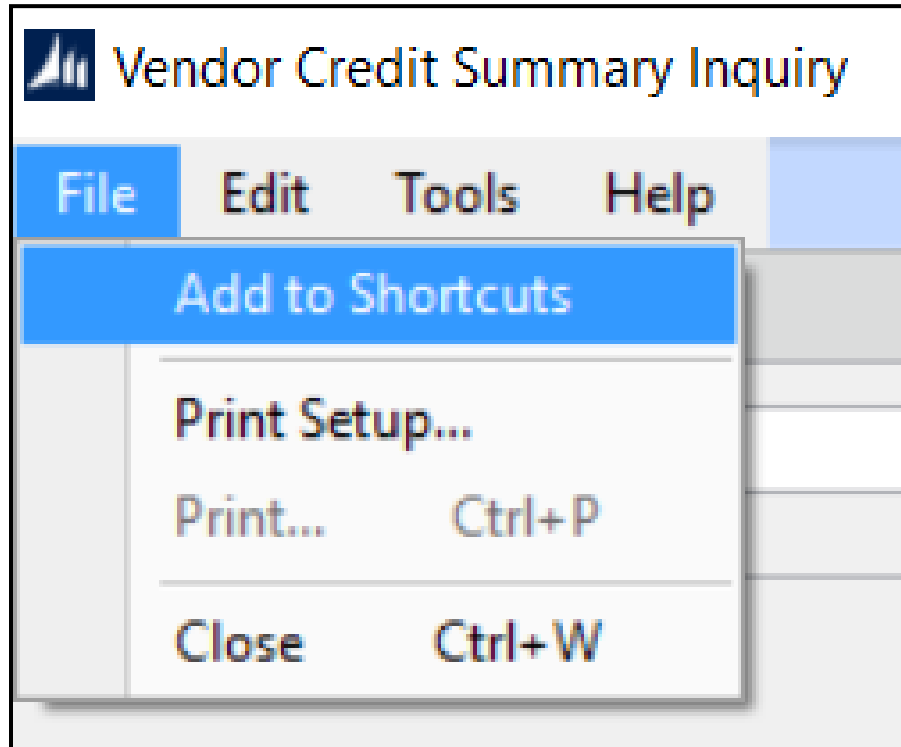 Vendor Credit Summary Inquiry
File Edit Tools Help
Add to Shortcuts
Print Setup...
Print... Ctrl+P
Close Ctrl+W